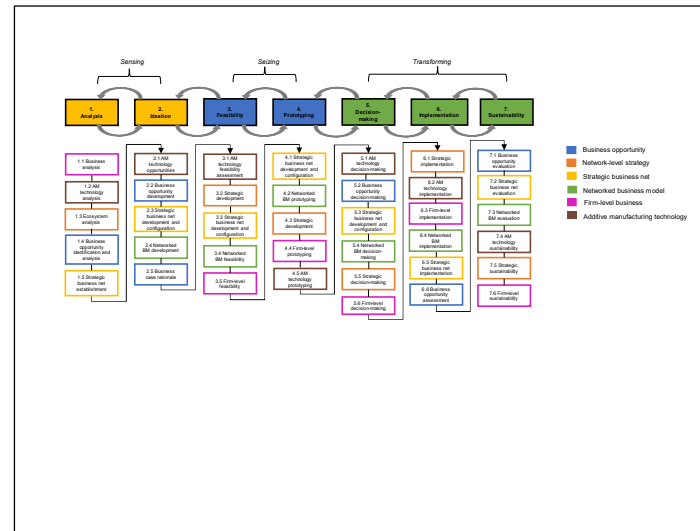 Sensing
Seizing
Transforming
1.
Analysis
2.
Ideation
3.
Feasibility
4.
Prototyping
5.
Decision-
making
6.
Implementation
7.
Sustainability
1.1 Business
analysis
1.2 AM
technology
analysis
1.3 Ecosystem
analysis
1.4 Business
opportunity
identification and
analysis
1.5 Strategic
business net
establishment
2.1 AM
technology
opportunities
2.2 Business
opportunity
development
2.3 Strategic
business net
development and
configuration
2.4 Networked
BM development
2.5 Business
case rationale
3.1 AM
technology
feasibility
assessment
3.2 Strategic
development
3.3 Strategic
business net
development and
configuration
3.4 Networked
BM feasibility
3.5 Firm-level
feasibility
4.1 Strategic
business net
development and
configuration
4.2 Networked
BM prototyping
4.3 Strategic
development
4.4 Firm-level
prototyping
4.5 AM
technology
prototyping
5.1 AM
technology
decision-making
5.2 Business
opportunity
decision-making
5.3 Strategic
business net
development and
configuration
5.4 Networked
BM decision-
making
5.5 Strategic
decision-making
5.6 Firm-level
decision-making
6.1 Strategic
implementation
6.2 AM
technology
implementation
6.3 Firm-level
implementation
6.4 Networked
BM
implementation
6.5 Strategic
business net
implementation
6.6 Business
opportunity
assessment
7.1 Business
opportunity
evaluation
7.2 Strategic
business net
evaluation
7.3 Networked
BM evaluation
7.4 AM
technology
sustainability
7.5 Strategic
sustainability
7.6 Firm-level
sustainability
Business opportunity
Network-level strategy
Strategic business net
Networked business model
Firm-level business
Additive manufacturing technology